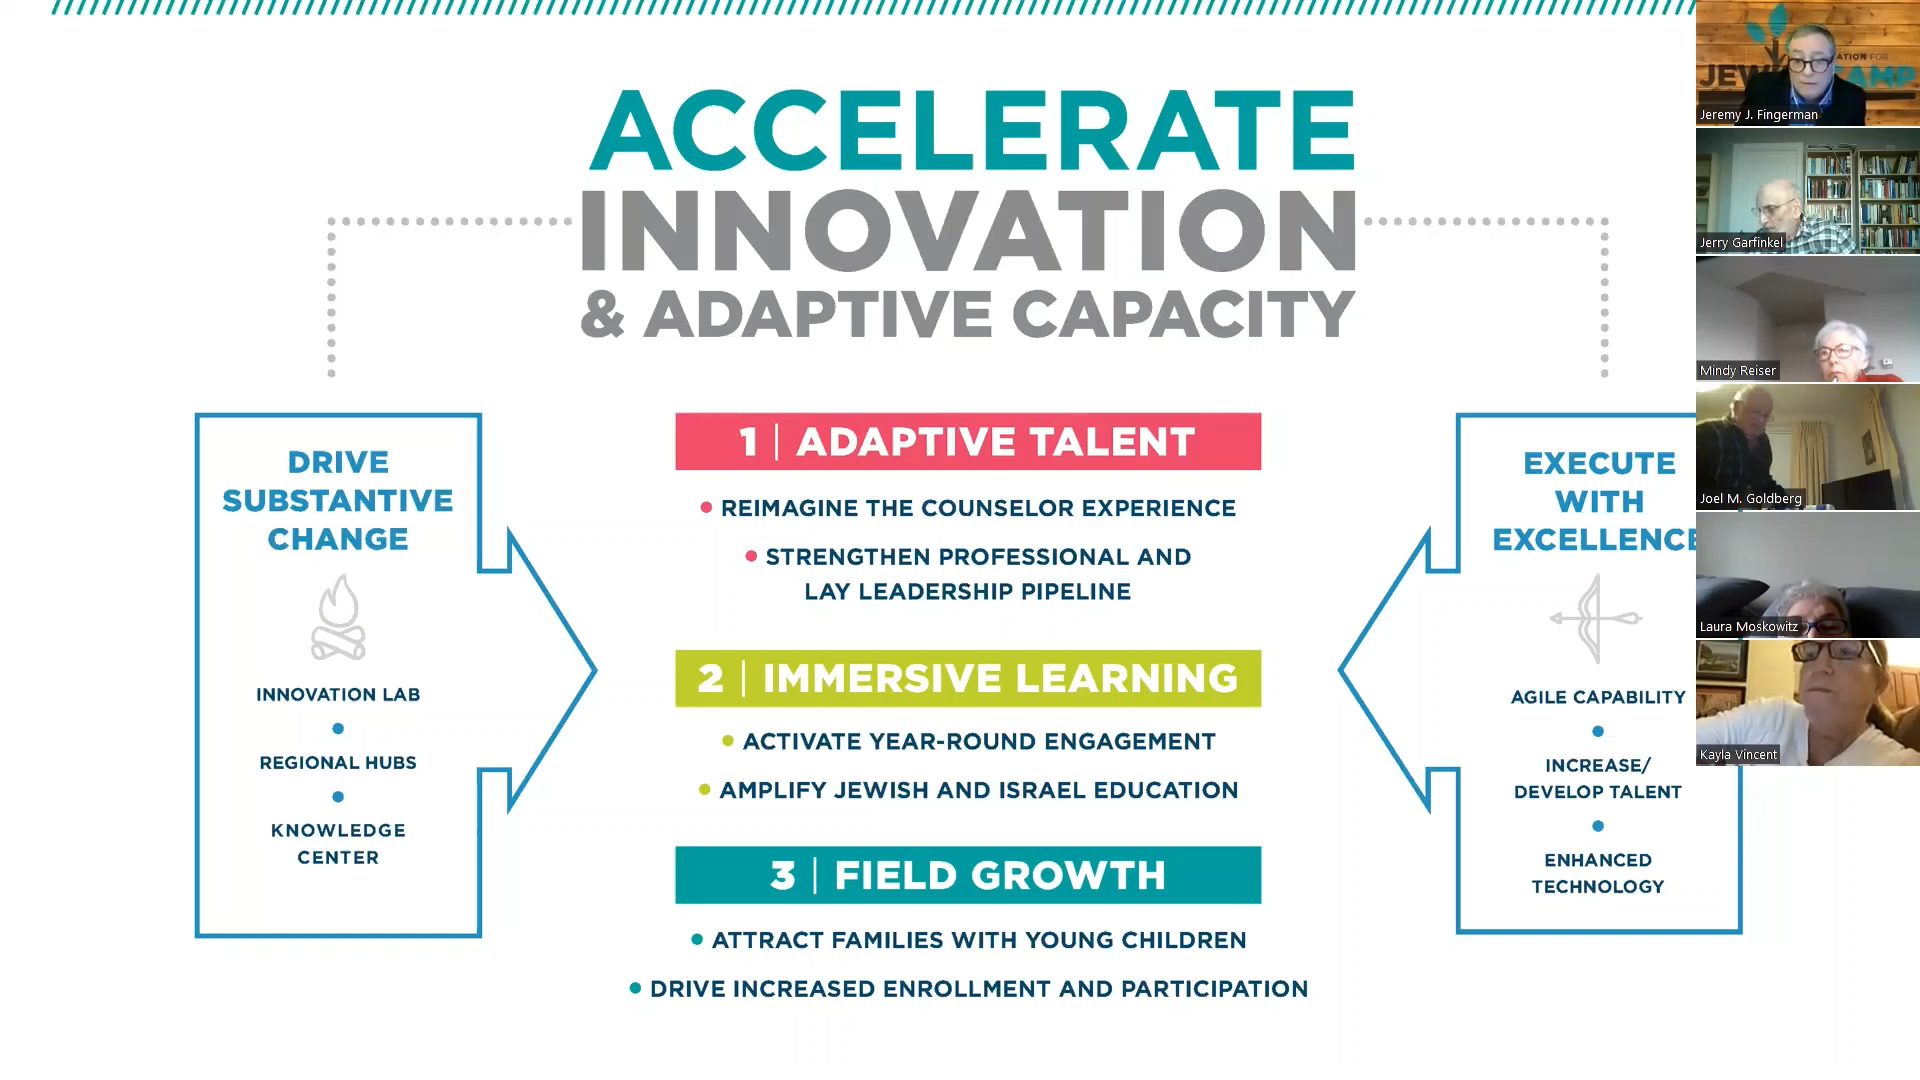 ACCELERATE
INNOVATION
& ADAPTIVE CAPACITY
DRIVE
SUBSTANTIVE
CHANGE
INNOVATION LAB
REGIONAL HUBS
KNOWLEDGE
CENTER
1 | ADAPTIVE TALENT
• REIMAGINE THE COUNSELOR EXPERIENCE
• STRENGTHEN PROFESSIONAL AND
LAY LEADERSHIP PIPELINE
2 | IMMERSIVE LEARNING
• ACTIVATE YEAR-ROUND ENGAGEMENT
• AMPLIFY JEWISH AND ISRAEL EDUCATION
3 | FIELD GROWTH
• ATTRACT FAMILIES WITH YOUNG CHILDREN
• DRIVE INCREASED ENROLLMENT AND PARTICIPATION
EXECUTE
WITH
EXCELLENCE
AGILE CAPABILITY
INCREASE/
DEVELOP TALENT
ENHANCED
TECHNOLOGY
FOR
Jeremy J. Fingerman
Jerry Garfinkel
Mindy Reiser
Joel M. Goldberg
Laura Moskowitz
Kayla Vincent